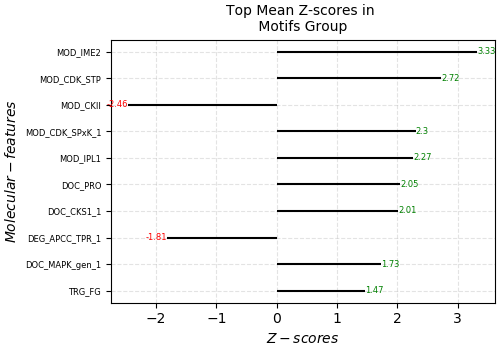 Top Mean Z-scores in
Motifs Group
MOD_IME2
3.33
MOD_CDK_STP
2.72
MOD_CKII
-2.46
MOD_CDK_SPxK_1
2.3
MOD_IPL1
2.27
DOC_PRO
2.05
DOC_CKS1_1
2.01
DEG_APCC_TPR_1
-1.81
DOC_MAPK_gen_1
1.73
TRG_FG
1.47
Molecular − features
−2 −1 0 1 2 3
Z − scores